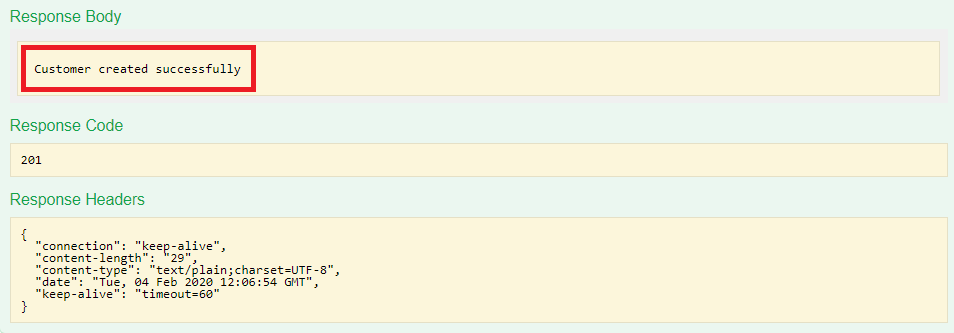 Response Body
Customer created successfully
Response Code
201
Response Headers
{
  "connection": "keep-alive",
  "content-length": "29",
  "content-type": "text/plain;charset=UTF-8",
  "date": "Tue, 04 Feb 2020 12:06:54 GMT",
  "keep-alive": "timeout=60"
}